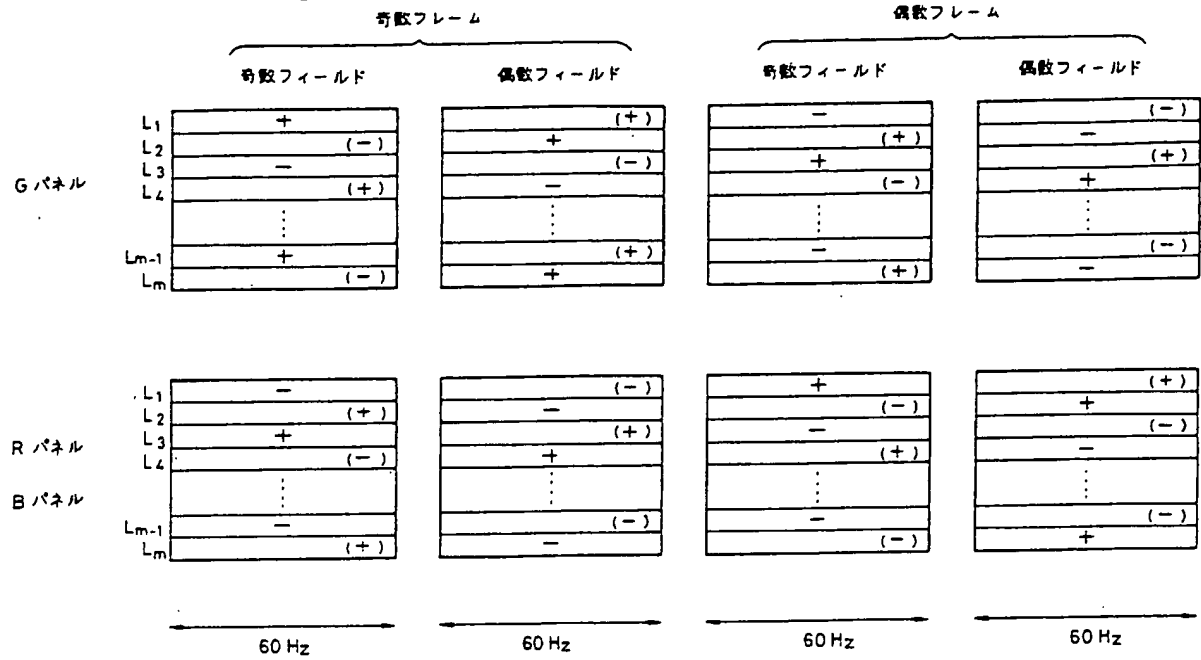 奇数フレーム 偶数フレーム
奇数フィールド 偶数フィールド 奇数フィールド 偶数フィールド
L1 + (+) − (−)
L2 (−) + (+) −
L3 − (−) + (+)
Gパネル
L4 (+) − (−) +
Lm-1 + (+) − (−)
Lm (−) + (+) −
L1 − (−) + (+)
L2 (+) − (−) +
L3 + (+) − (−)
Rパネル
L4 (−) + (+) −
Bパネル
Lm-1 − (−) − (−)
Lm (+) − (−) +
60 Hz 60 Hz 60 Hz 60 Hz